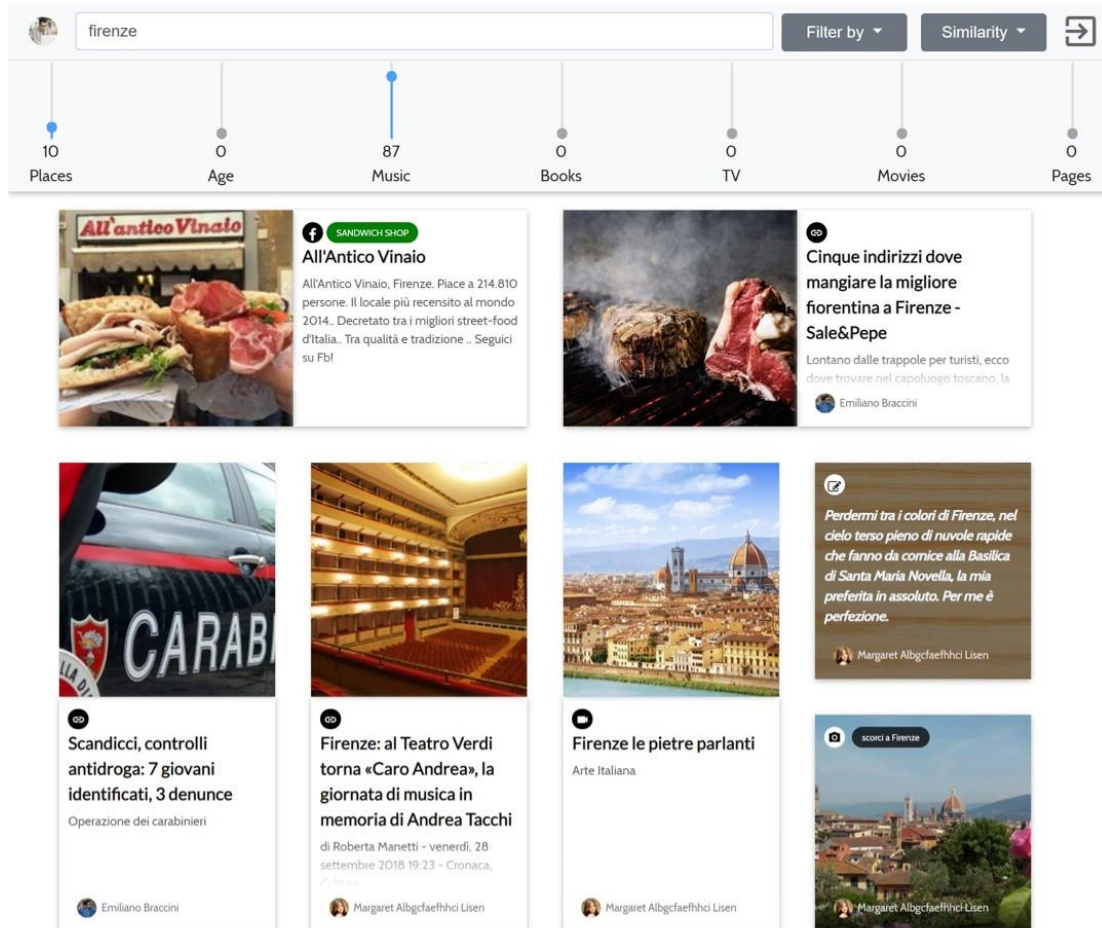 firenze
Filter by
Similarity
10
0
87
0
0
0
0
Places
Age
Music
Books
TV
Movies
Pages
All'antico Vinaio
SANDWICH SHOP
All'Antico Vinaio
All'Antico Vinaio, Firenze. Piace a 214.810
persone. Il locale più recensito al mondo
2014.. Decretato tra i migliori street-food
d'Italia.. Tra qualità e tradizione .. Seguici
su Fb!
Cinque indirizzi dove
mangiare la migliore
fiorentina a Firenze -
Sale&Pepe
Lontano dalle trappole per turisti, ecco
dove trovare nel capoluogo toscano, la
Emiliano Braccini
CARABI
Scandicci, controlli
antidroga: 7 giovani
identificati, 3 denunce
Operazione dei carabinieri
Emiliano Braccini
Firenze: al Teatro Verdi
torna «Caro Andrea», la
giornata di musica in
memoria di Andrea Tacchi
di Roberta Manetti - venerdì, 28
settembre 2018 19:23 - Cronaca,
Cultura
Margaret Albgcfaefhhci Lisen
Firenze le pietre parlanti
Arte Italiana
Margaret Albgcfaefhhci Lisen
Perdermi tra i colori di Firenze, nel
cielo terso pieno di nuvole rapide
che fanno da cornice alla Basilica
di Santa Maria Novella, la mia
preferita in assoluto. Per me è
perfezione.
Margaret Albgcfaefhhci Lisen
scorci a Firenze
Margaret Albgcfaefhhci Lisen